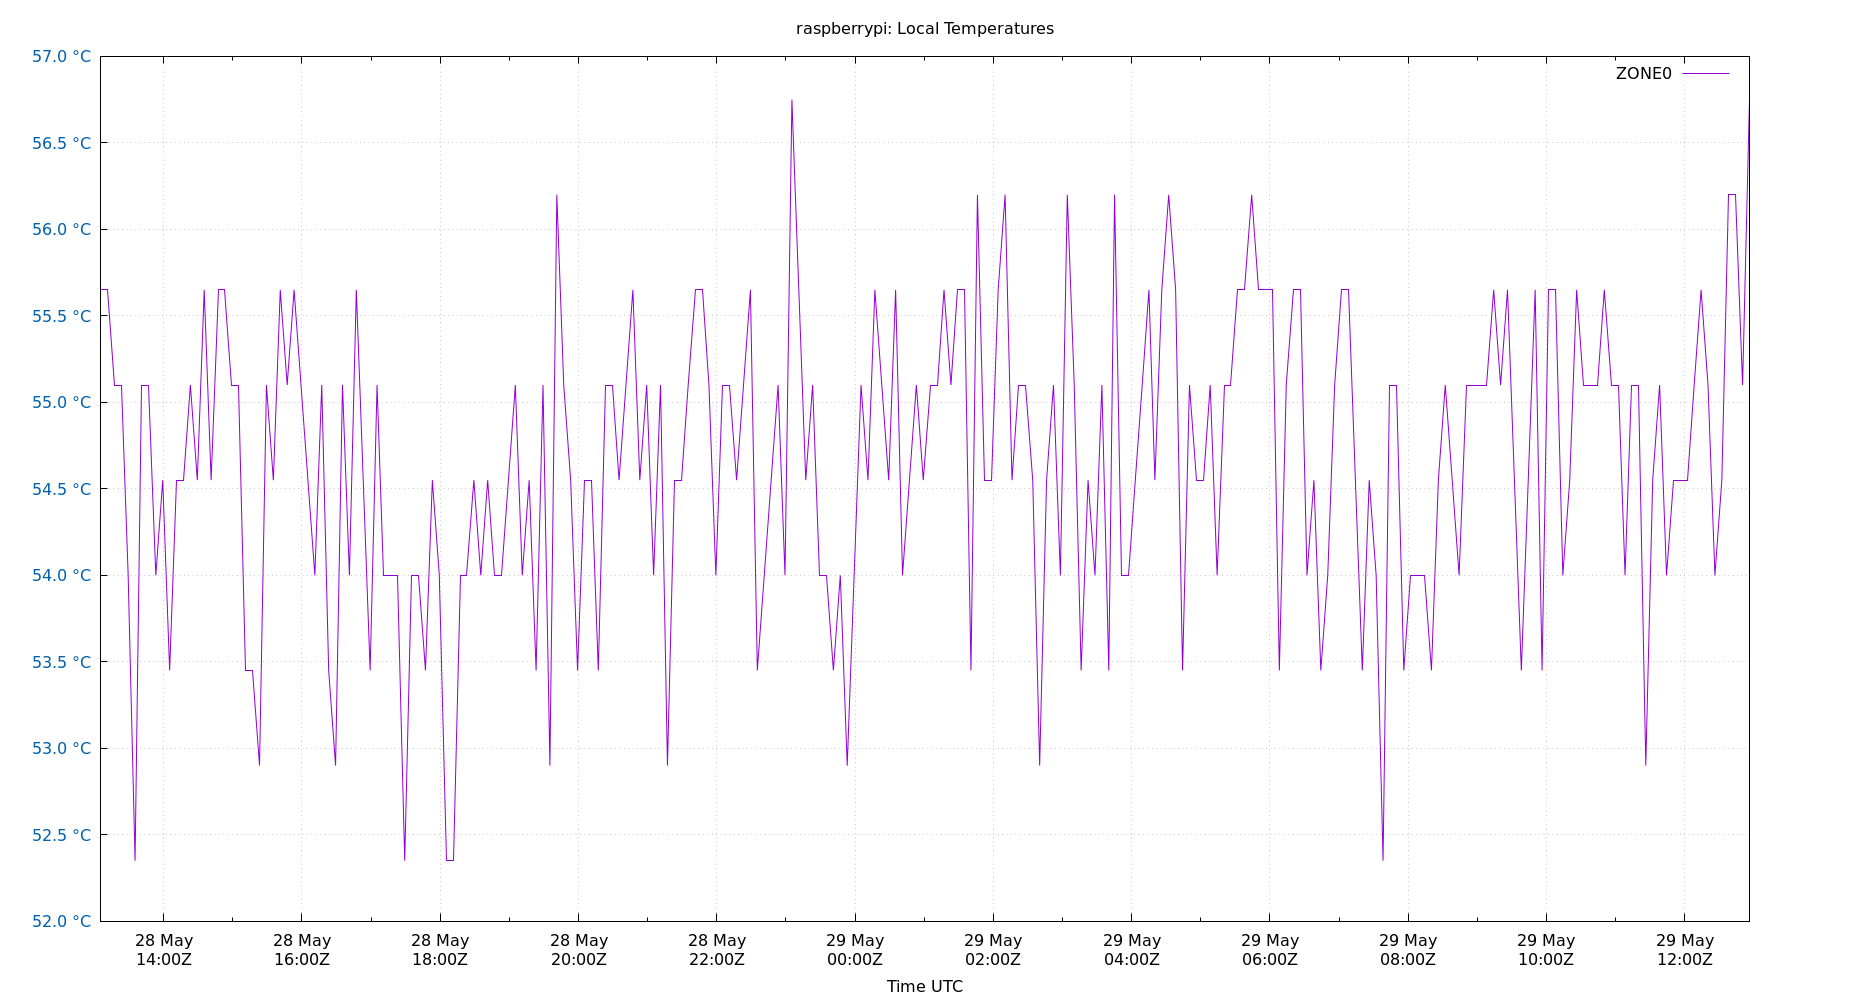 raspberrypi: Local Temperatures
57.0 °C
ZONE0
56.5 °C
56.0 °C
55.5 °C
55.0 °C
54.5 °C
54.0 °C
53.5 °C
53.0 °C
52.5 °C
52.0 °C
28 May 28 May 28 May 28 May 28 May 29 May 29 May 29 May 29 May 29 May 29 May 29 May
14:00Z 16:00Z 18:00Z 20:00Z 22:00Z 00:00Z 02:00Z 04:00Z 06:00Z 08:00Z 10:00Z 12:00Z
Time UTC